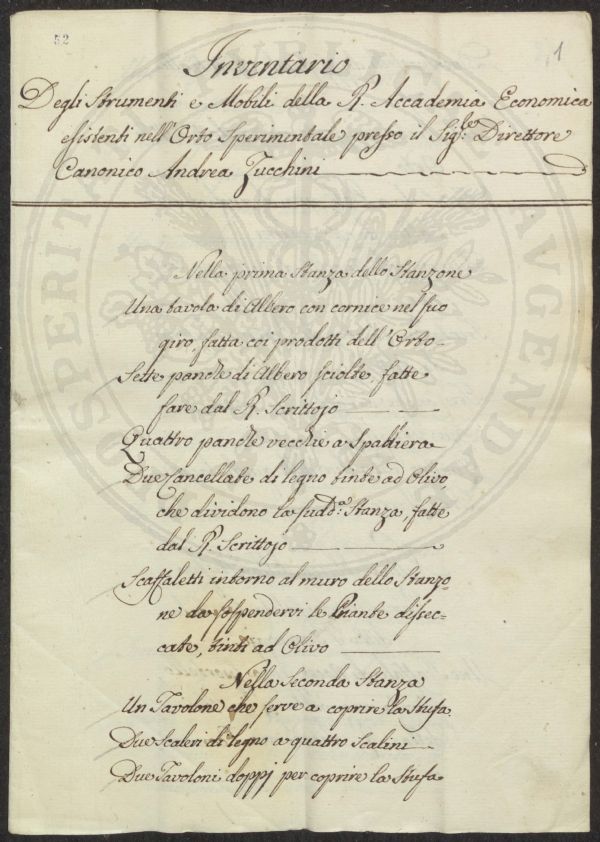 52
1
Inventario
Degli Strumenti e Mobili della R. Accademia Economica
esistenti nell'Orto Sperimentale presso il Sig:re Direttore
Canonico Andrea Zucchini
Nella prima Stanza dello Stanzone
Una tavola di Albero con cornice nel suo
giro, fatta coi prodotti dell'Orto
Sette panche di Albero sciolte, fatte
fare dal R. Scrittojo
Quattro panche vecchie a Spalliera
Due Cancellate di legno tinte ad Olivo
che dividono la sudd:a Stanza, fatte
dal R. Scrittojo
Scaffaletti intorno al muro dello Stanzo=
ne da sospendervi le Piante dissec=
cate, tinti ad Olivo
Nella Seconda Stanza
Un Tavolone che serve a coprire la Stufa
Due Scaleri di legno a quattro Scalini
Due Tavoloni doppj per coprire la Stufa
PROSPERITATI
AUGENDAE